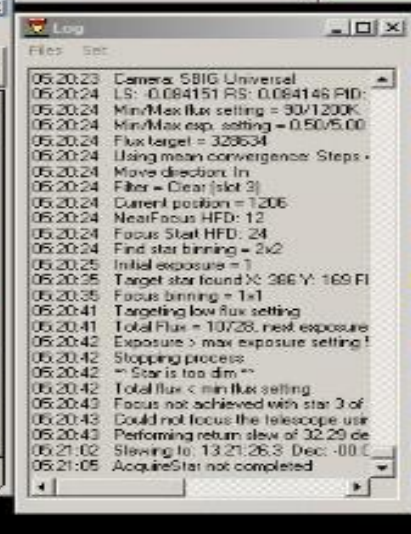 Log
Files Set
05:20:23 Camera: SBIG Universal
05:20:24 LS: -0.084151 RS: 0.084146 PID:
05:20:24 Min/Max flux setting = 90/1200K
05:20:24 Min/Max exp. setting = 0.50/5.00
05:20:24 Flux target = 328634
05:20:24 Using mean convergence: Steps
05:20:24 Move direction: In
05:20:24 Filter = Clear (slot 3)
05:20:24 Current position = 1206
05:20:24 NearFocus HFD: 12
05:20:24 Focus Start HFD: 24
05:20:24 Find star binning = 2x2
05:20:25 Initial exposure = 1
05:20:35 Target star found X: 386 Y: 169 Fl
05:20:35 Focus binning = 1x1
05:20:41 Targeting low flux setting
05:20:41 Total Flux = 10728, next exposure
05:20:42 Exposure > max exposure setting
05:20:42 Stopping process
05:20:42 ** Star is too dim **
05:20:42 Total flux < min flux setting
05:20:43 Focus not achieved with star 3 of
05:20:43 Could not focus the telescope usin
05:20:43 Performing return slew of 32.29 de
05:21:02 Slewing to: 13:21:26.3 Dec: -00:
05:21:05 AcquireStar not completed